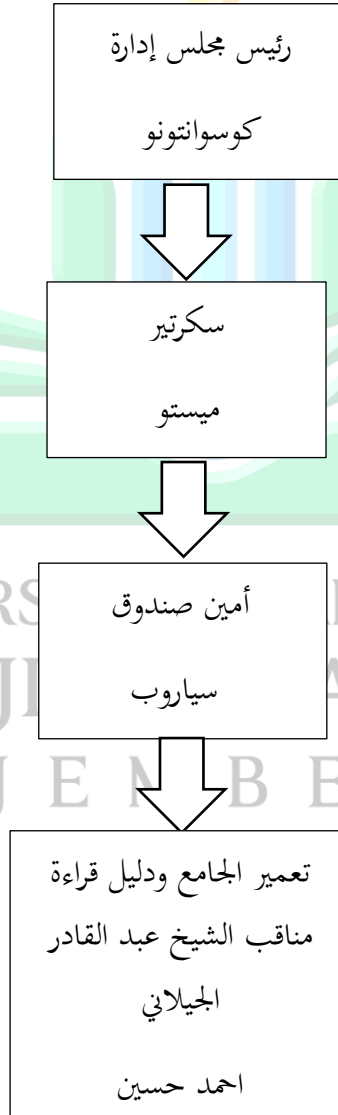 رئيس مجلس إدارة
كوسوانتونو
سكرتير
ميستو
أمين صندوق
سياروب
تعمير الجامع ودليل قراءة
مناقب الشيخ عبد القادر
الجيلاني
احمد حسين
J E M B E